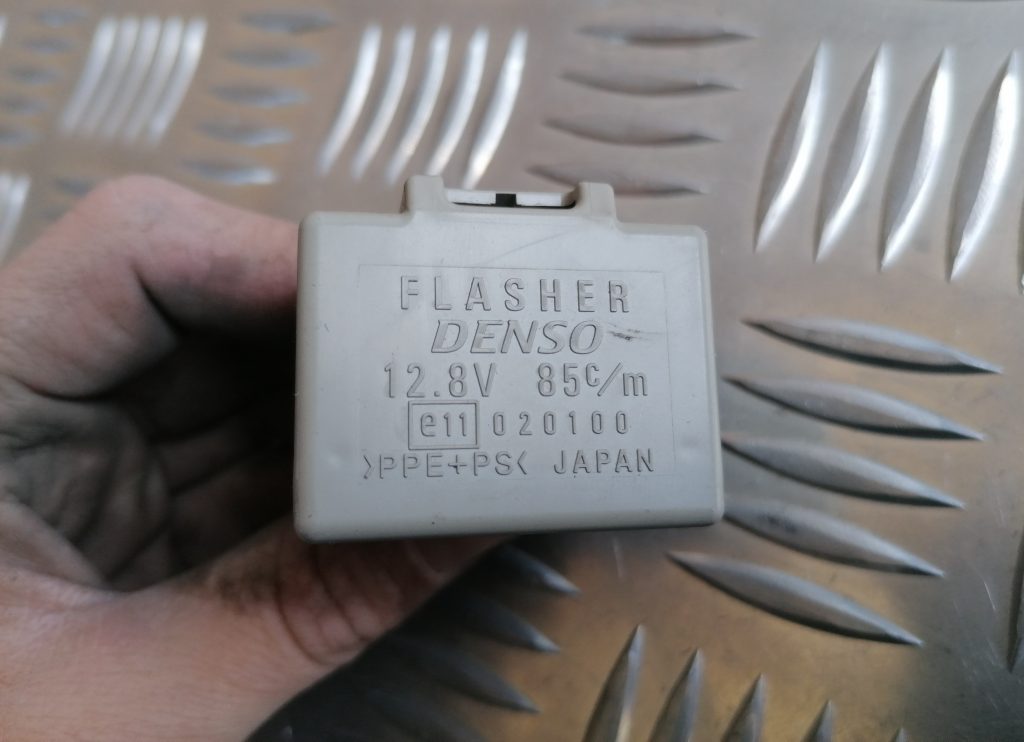 FLASHER
DENSO
12.8V 85c/m
e11 020100
>PPE+PS< JAPAN